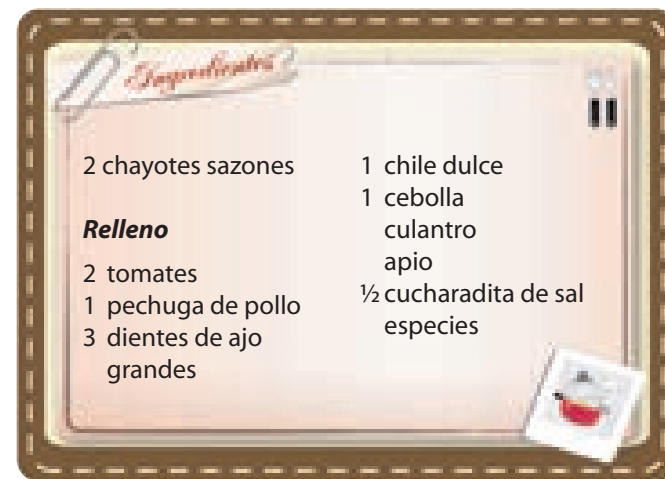 Ingredientes
2 chayotes sazones
Relleno
2 tomates
1 pechuga de pollo
3 dientes de ajo
grandes
1 chile dulce
1 cebolla
culantro
apio
½ cucharadita de sal
especies